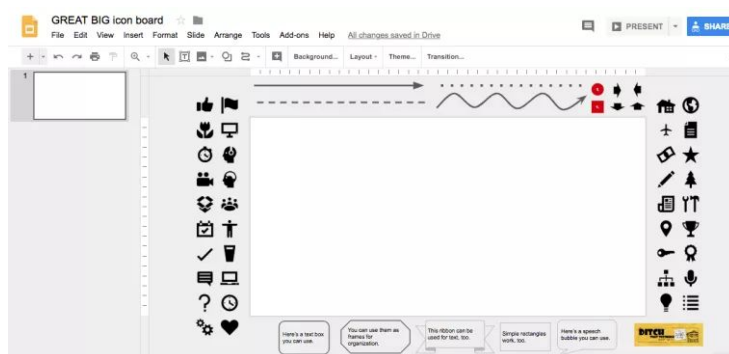 GREAT BIG icon board
File Edit View Insert Format Slide Arrange Tools Add-ons Help All changes saved in Drive
PRESENT
SHARE
Background... Layout Theme... Transition...
1
Here's a text box
you can use.
You can use them as
frames for
organization.
This ribbon can be
used for text, too.
Simple rectangles
work, too.
Here's a speech
bubble you can use.
DITCH